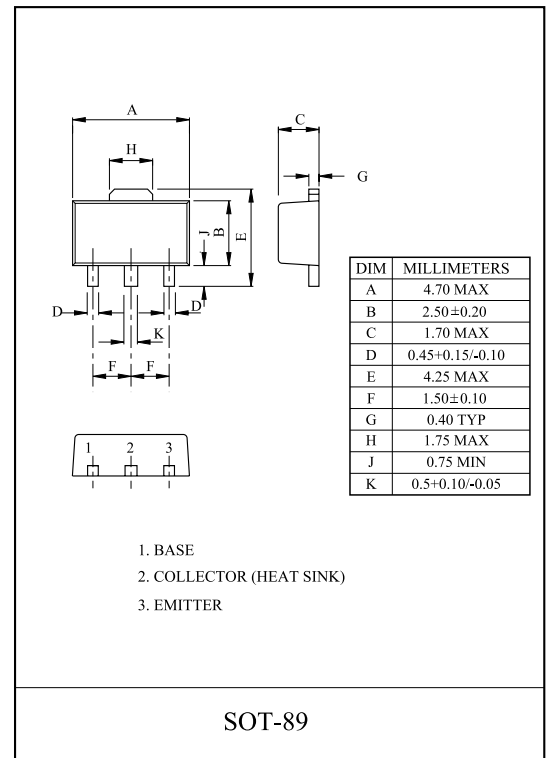 A
H
C
G
J
B
E
D
D
K
F
F
DIM MILLIMETERS
A 4.70 MAX
B 2.50±0.20
C 1.70 MAX
D 0.45+0.15/-0.10
E 4.25 MAX
F 1.50±0.10
G 0.40 TYP
H 1.75 MAX
J 0.75 MIN
K 0.5+0.10/-0.05
1 2 3
1. BASE
2. COLLECTOR (HEAT SINK)
3. EMITTER
SOT-89